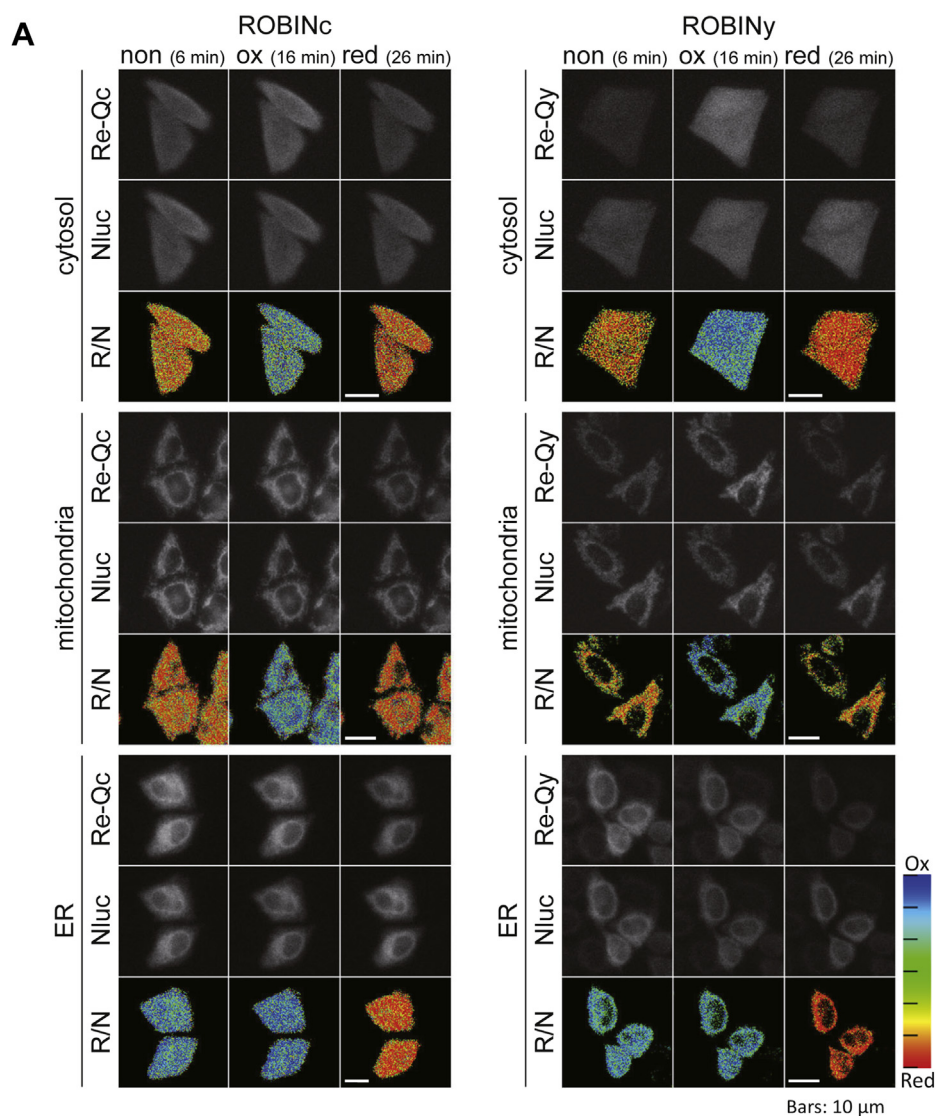 A
ROBINc
non (6 min) ox (16 min) red (26 min)
cytosol
Re-Qc
Nluc
R/N
mitochondria
Re-Qc
Nluc
R/N
ER
Re-Qc
Nluc
R/N
ROBINy
non (6 min) ox (16 min) red (26 min)
cytosol
Re-Qy
Nluc
R/N
mitochondria
Re-Qy
Nluc
R/N
ER
Re-Qy
Nluc
R/N
Ox
Red
Bars: 10 μm